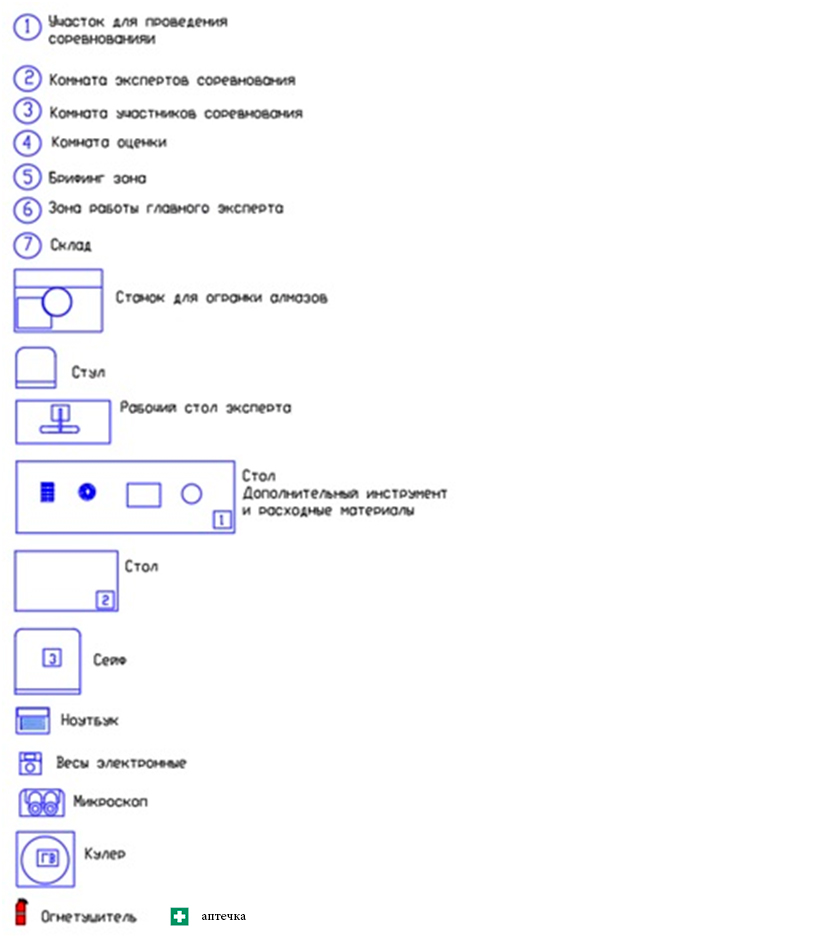 1 Участок для проведения
соревнованияи
2 Комната экспертов соревнования
3 Комната участников соревнования
4 Комната оценки
5 Брифинг зона
6 Зона работы главного эксперта
7 Склад
Станок для огранки алмазов
Стул
Рабочий стол эксперта
Стол
Дополнительный инструмент
и расходные материалы
1
Стол
2
3 Сейф
Ноутбук
Весы электронные
Микроскоп
ГВ Кулер
Огнетушитель аптечка